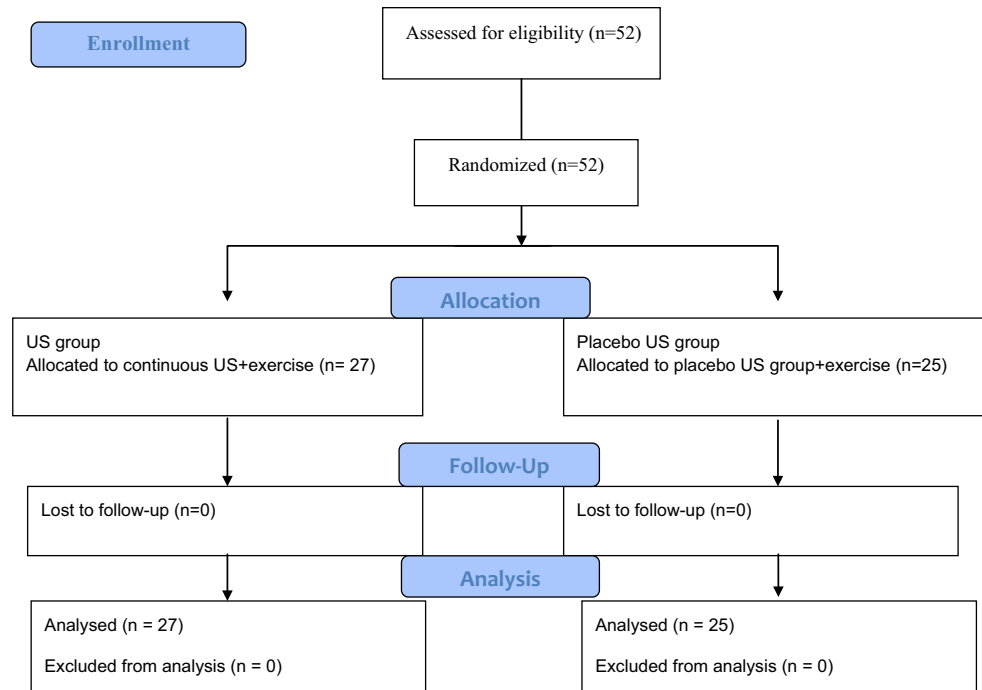 Enrollment
Assessed for eligibility (n=52)
Randomized (n=52)
Allocation
US group
Allocated to continuous US+exercise (n= 27)
Placebo US group
Allocated to placebo US group+exercise (n=25)
Follow-Up
Lost to follow-up (n=0)
Lost to follow-up (n=0)
Analysis
Analysed (n = 27)
Excluded from analysis (n = 0)
Analysed (n = 25)
Excluded from analysis (n = 0)